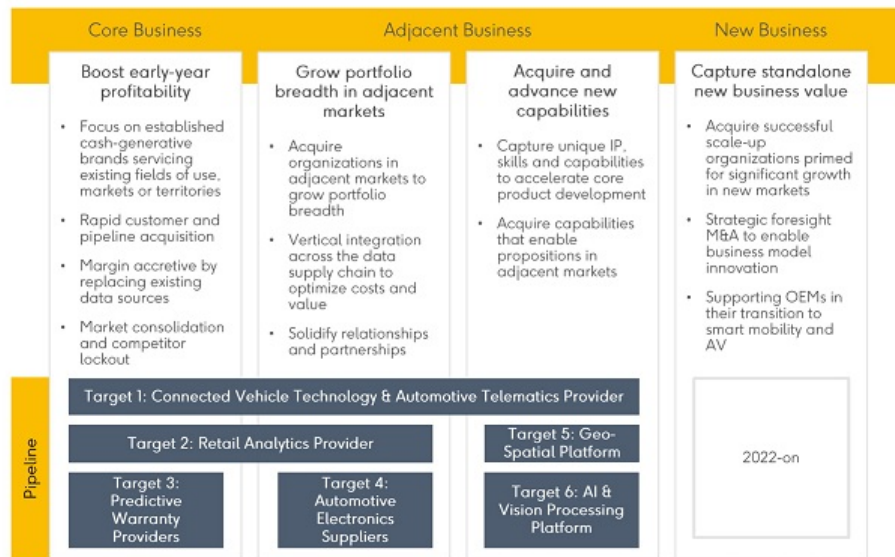 Core Business
Adjacent Business
New Business
Boost early-year
profitability
• Focus on established
cash-generative
brands servicing
existing fields of use,
markets or territories
• Rapid customer and
pipeline acquisition
• Margin accretive by
replacing existing
data sources
• Market consolidation
and competitor
lockout
Grow portfolio
breadth in adjacent
markets
• Acquire
organizations in
adjacent markets to
grow portfolio
breadth
• Vertical integration
across the data
supply chain to
optimize costs and
value
• Solidify relationships
and partnerships
Acquire and
advance new
capabilities
• Capture unique IP,
skills and capabilities
to accelerate core
product development
• Acquire capabilities
that enable
propositions in
adjacent markets
Capture standalone
new business value
• Acquire successful
scale-up
organizations primed
for significant growth
in new markets
• Strategic foresight
M&A to enable
business model
innovation
• Supporting OEMs in
their transition to
smart mobility and
AV
Pipeline
Target 1: Connected Vehicle Technology & Automotive Telematics Provider
Target 2: Retail Analytics Provider
Target 5: Geo-
Spatial Platform
Target 3:
Predictive
Warranty
Providers
Target 4:
Automotive
Electronics
Suppliers
Target 6: AI &
Vision Processing
Platform
2022-on